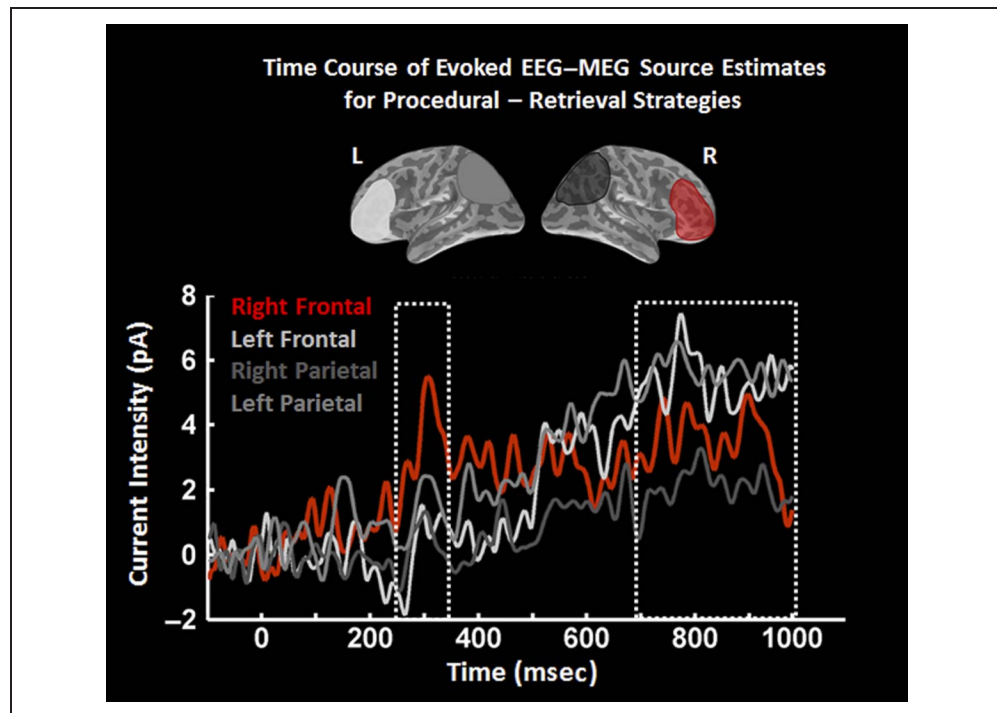 Time Course of Evoked EEG–MEG Source Estimates
for Procedural – Retrieval Strategies
L
R
8
6
4
2
0
–2
Current Intensity (pA)
Right Frontal
Left Frontal
Right Parietal
Left Parietal
0 200 400 600 800 1000
Time (msec)